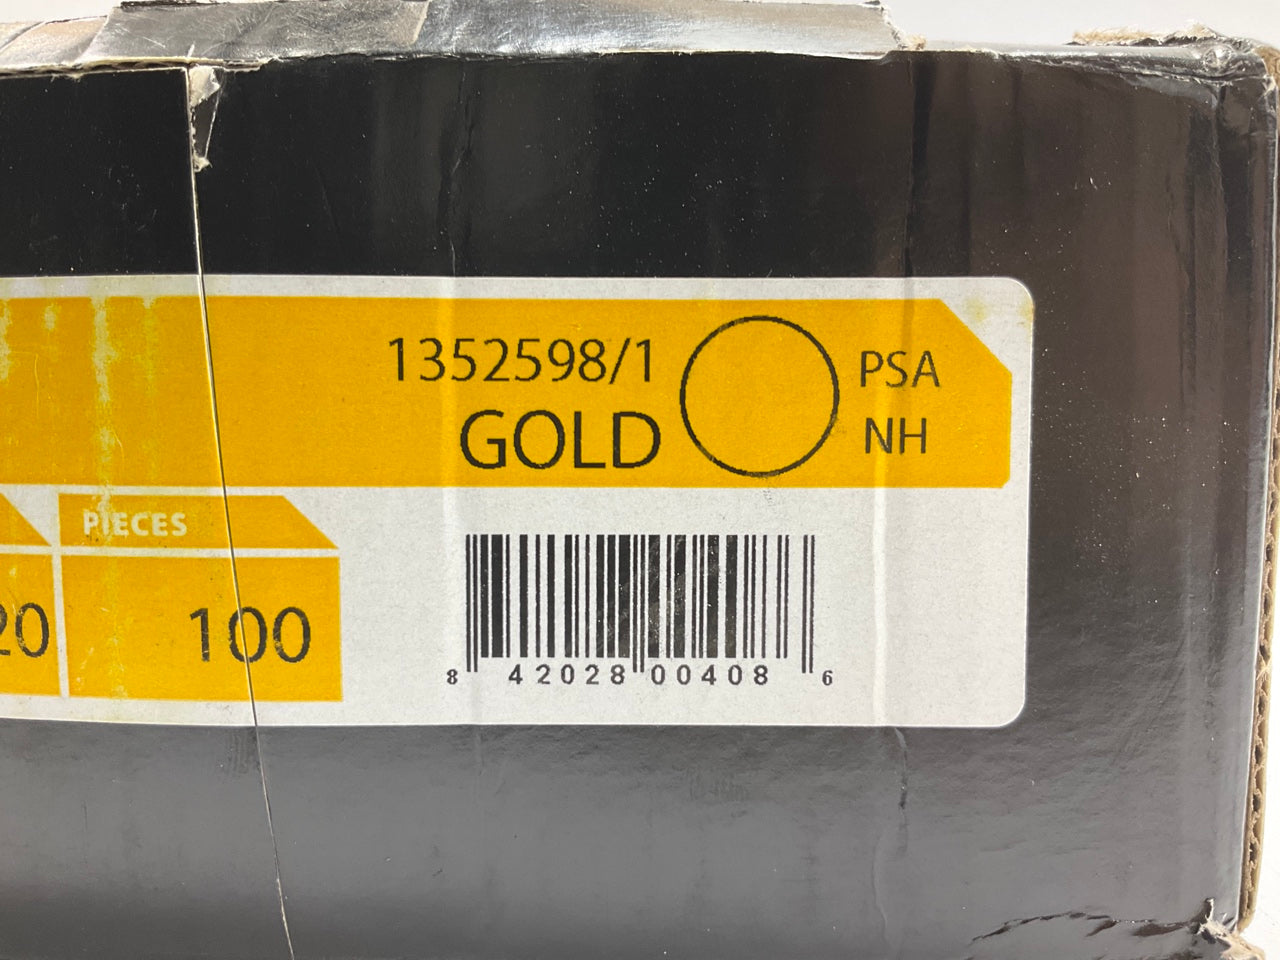 1352598/1
GOLD
PSA
NH
PIECES
20
100
8 42028 00408 6